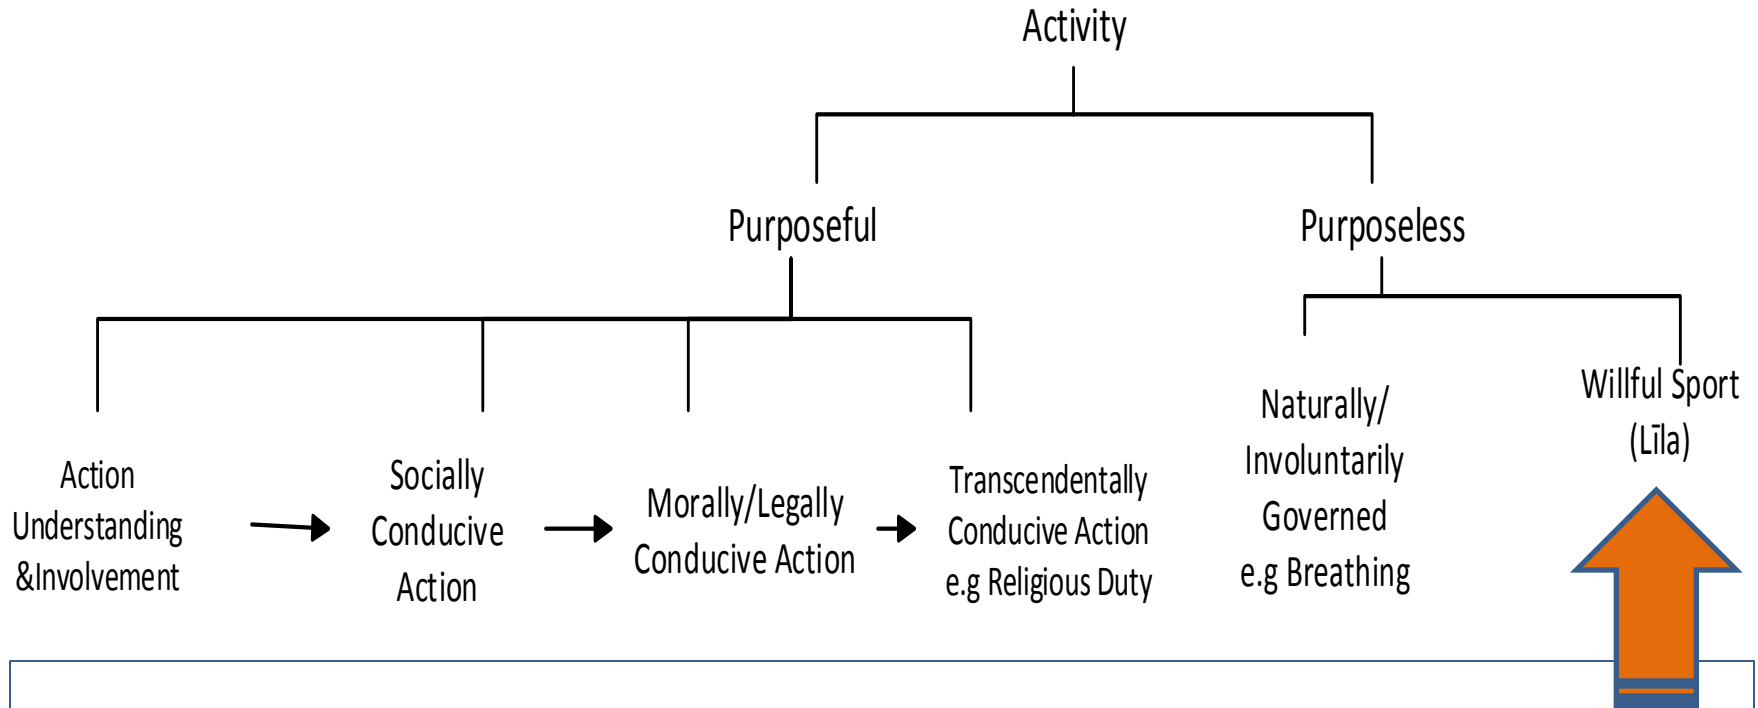 Activity
Purposeful
Purposeless
Action
Understanding
&Involvement
Socially
Conducive
Action
Morally/Legally
Conducive Action
Transcendentally
Conducive Action
e.g Religious Duty
Naturally/
Involuntarily
Governed
e.g Breathing
Willful Sport
(Līla)